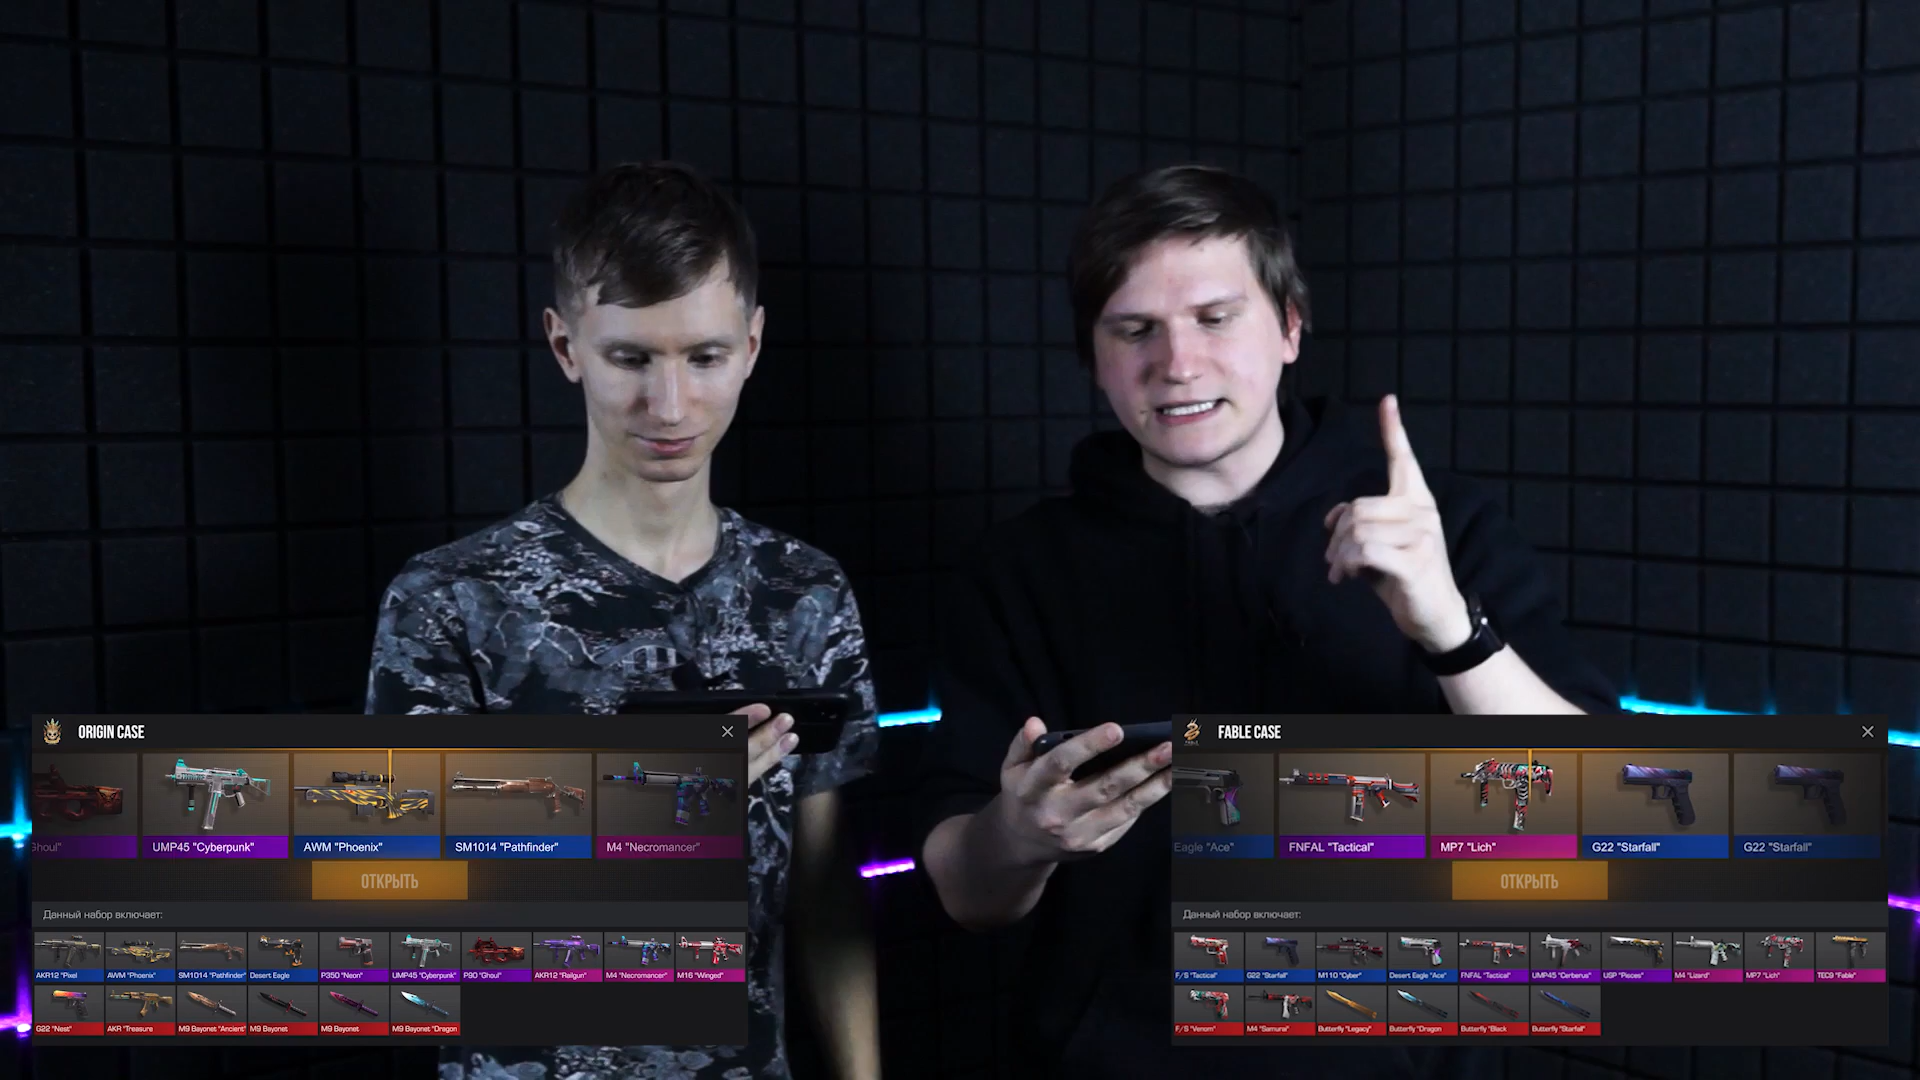 ORIGIN CASE
Ghoul"
UMP45 "Cyberpunk"
AWM "Phoenix"
SM1014 "Pathfinder"
M4 "Necromancer"
ОТКРЫТЬ
Данный набор включает:
AKR12 "Pixel
AWM "Phoenix"
SM1014 "Pathfinder"
Desert Eagle
P350 "Neon"
UMP45 "Cyberpunk"
P90 "Ghoul"
AKR12 "Railgun"
M4 "Necromancer"
M16 "Winged"
G22 "Nest"
AKR "Treasure
M9 Bayonet "Ancient"
M9 Bayonet
M9 Bayonet
M9 Bayonet "Dragon
FABLE CASE
Eagle "Ace"
FNFAL "Tactical"
MP7 "Lich"
G22 "Starfall"
G22 "Starfall"
ОТКРЫТЬ
Данный набор включает:
F/S "Tactical"
G22 "Starfall"
M110 "Cyber"
Desert Eagle "Ace"
FNFAL "Tactical"
UMP45 "Cerberus"
USP "Pieces"
M4 "Lizard"
MP7 "Lich"
TEC9 "Fable"
F/S "Venom"
M4 "Samurai"
Butterfly "Legacy"
Butterfly "Dragon
Butterfly "Black
Butterfly "Starfall"